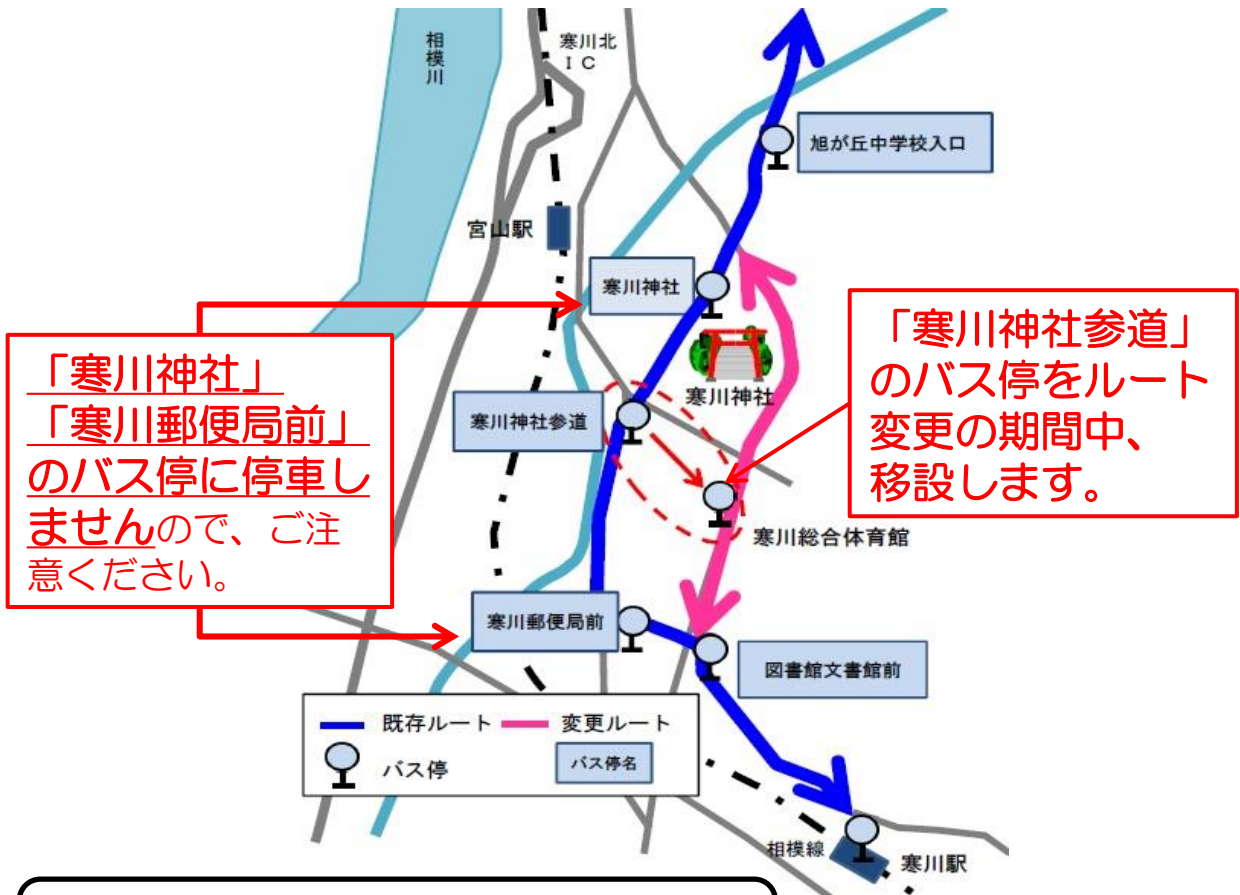 相模川
寒川北
ＩＣ
旭が丘中学校入口
宮山駅
寒川神社
「寒川神社」
「寒川郵便局前」
のバス停に停車し
ませんので、ご注
意ください。
「寒川神社参道」
のバス停をルート
変更の期間中、
移設します。
寒川神社
寒川神社参道
寒川総合体育館
寒川郵便局前
図書館文書館前
既存ルート
変更ルート
バス停
バス停名
相模線
寒川駅